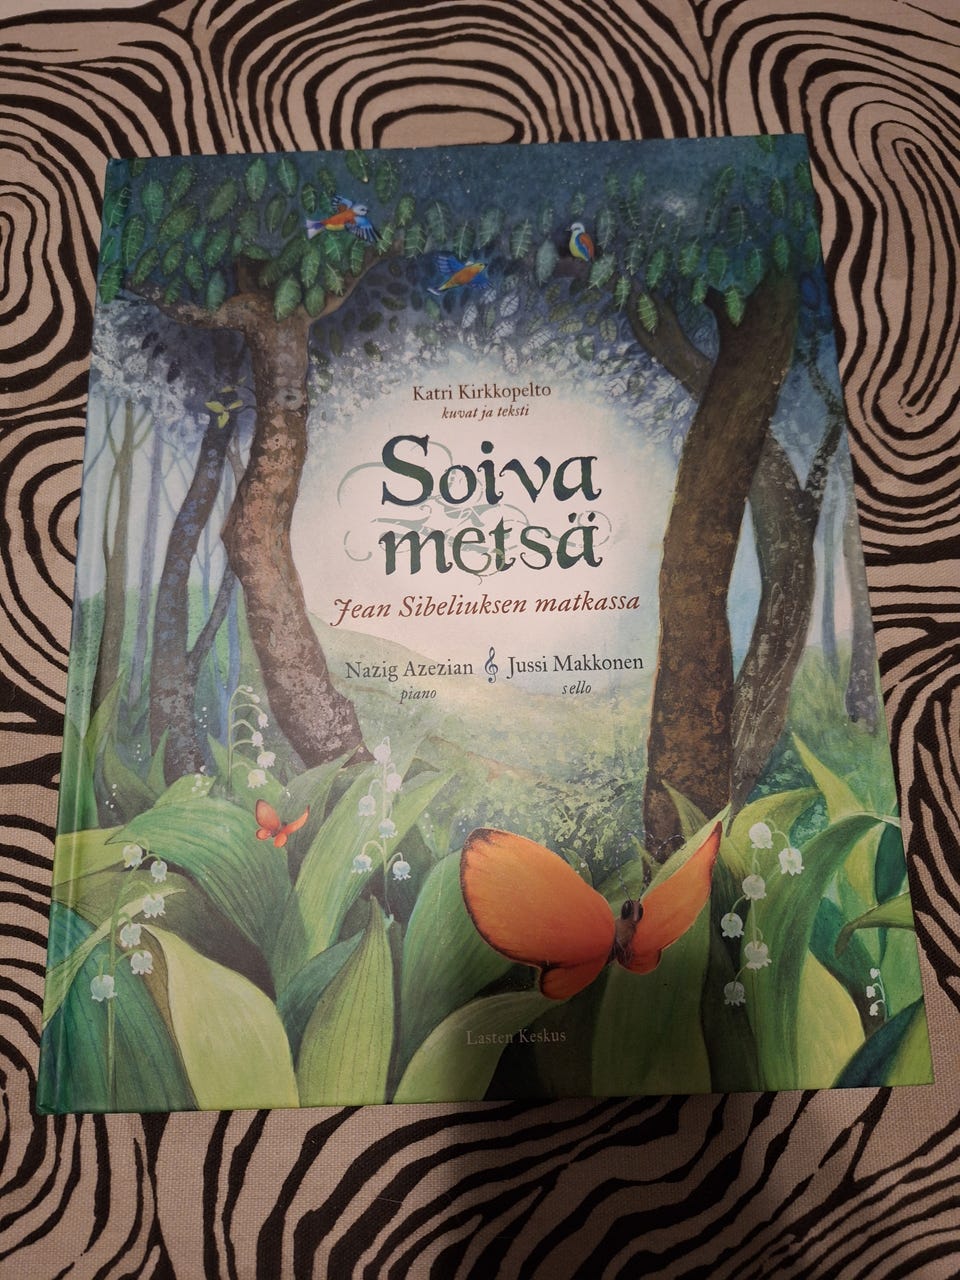 Katri Kirkkopelto
kuvat ja teksti
Soiva
metsä
Jean Sibeliuksen matkassa
Nazig Azezian Jussi Makkonen
piano sello
Lasten Keskus